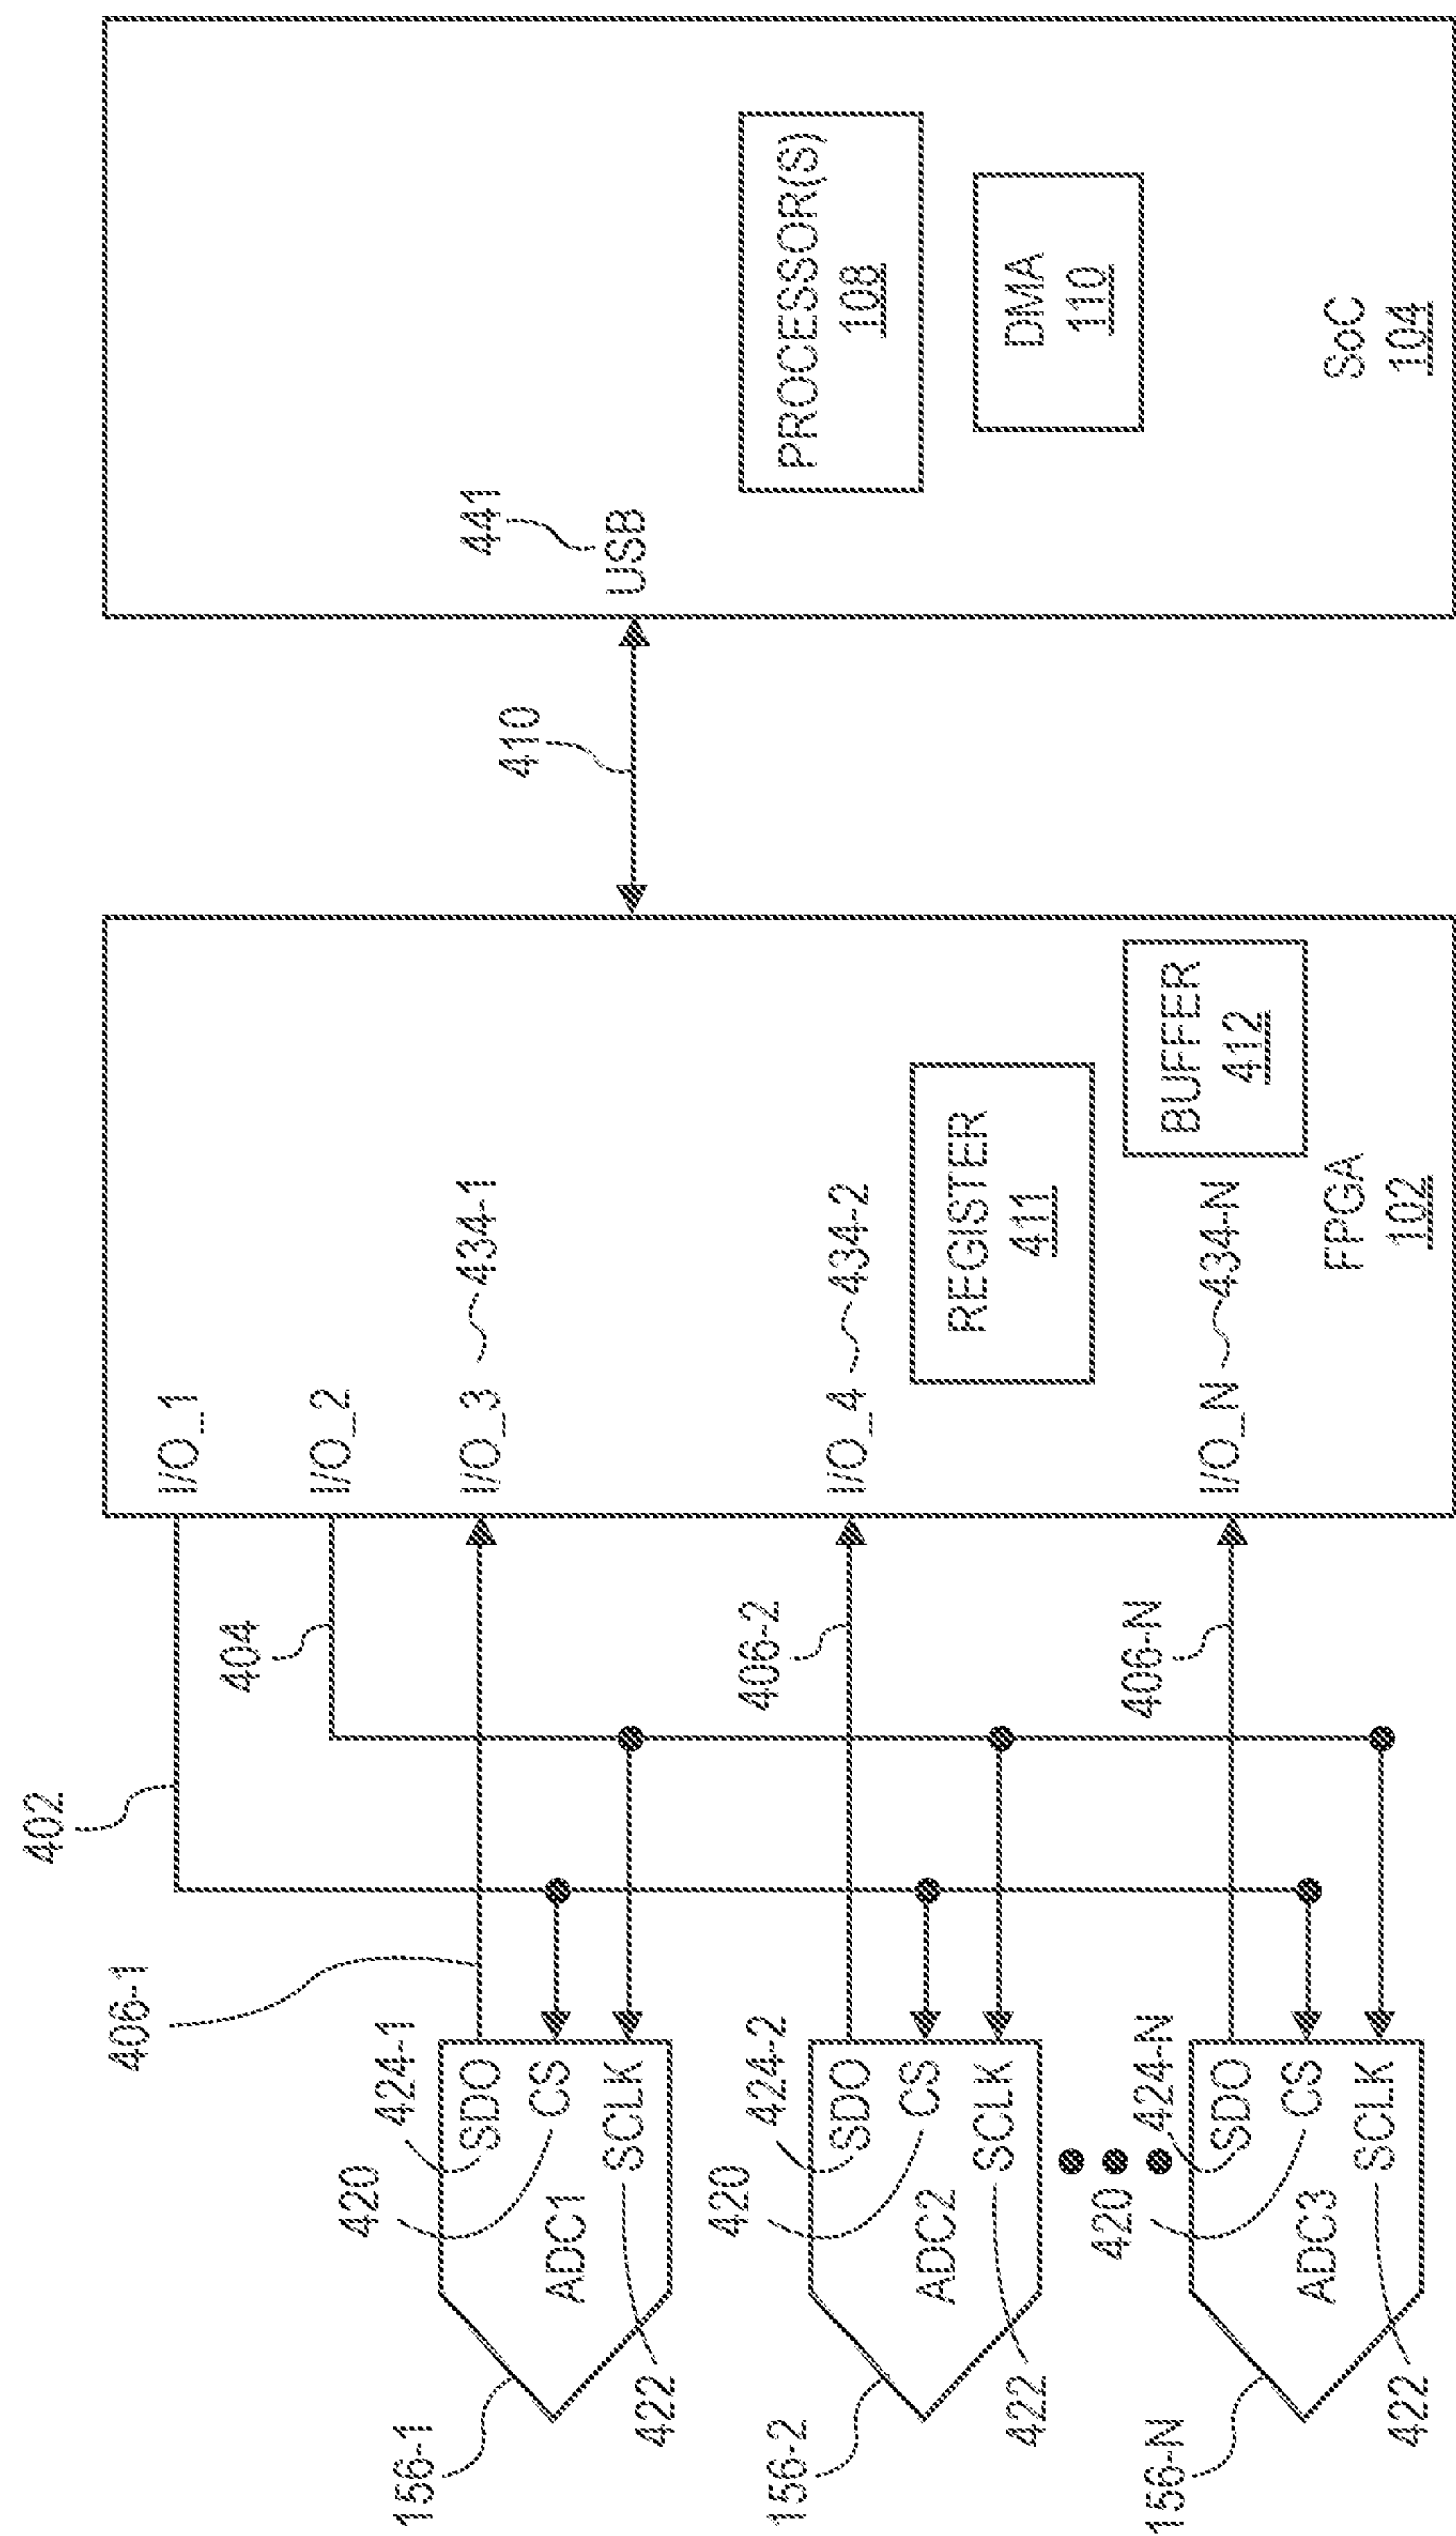 402
404
406-1
I/O_1
I/O_2
424-1
SDO
I/O_3
434-1
441
420
CS
410
USB
156-1
ADC1
422
SCLK
424-2
SDO
406-2
I/O_4
434-2
420
CS
156-2
ADC2
422
SCLK
REGISTER
411
PROCESSOR(S)
108
DMA
110
424-N
SDO
406-N
I/O_N
434-N
BUFFER
412
420
CS
156-N
ADC3
422
SCLK
FPGA
102
SoC
104